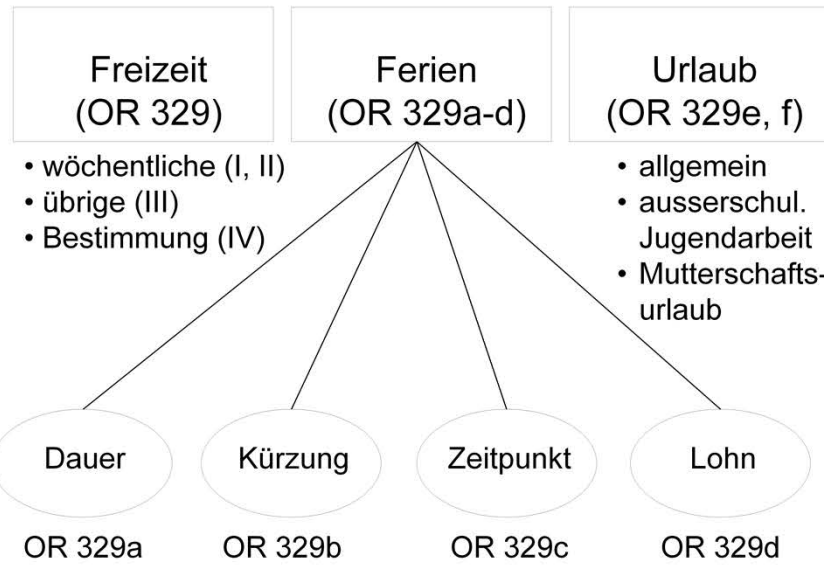 Freizeit
(OR 329)
Ferien
(OR 329a-d)
Urlaub
(OR 329e, f)
• wöchentliche (I, II)
• übrige (III)
• Bestimmung (IV)
• allgemein
• ausserschul.
Jugendarbeit
• Mutterschafts-
urlaub
Dauer
Kürzung
Zeitpunkt
Lohn
OR 329a
OR 329b
OR 329c
OR 329d